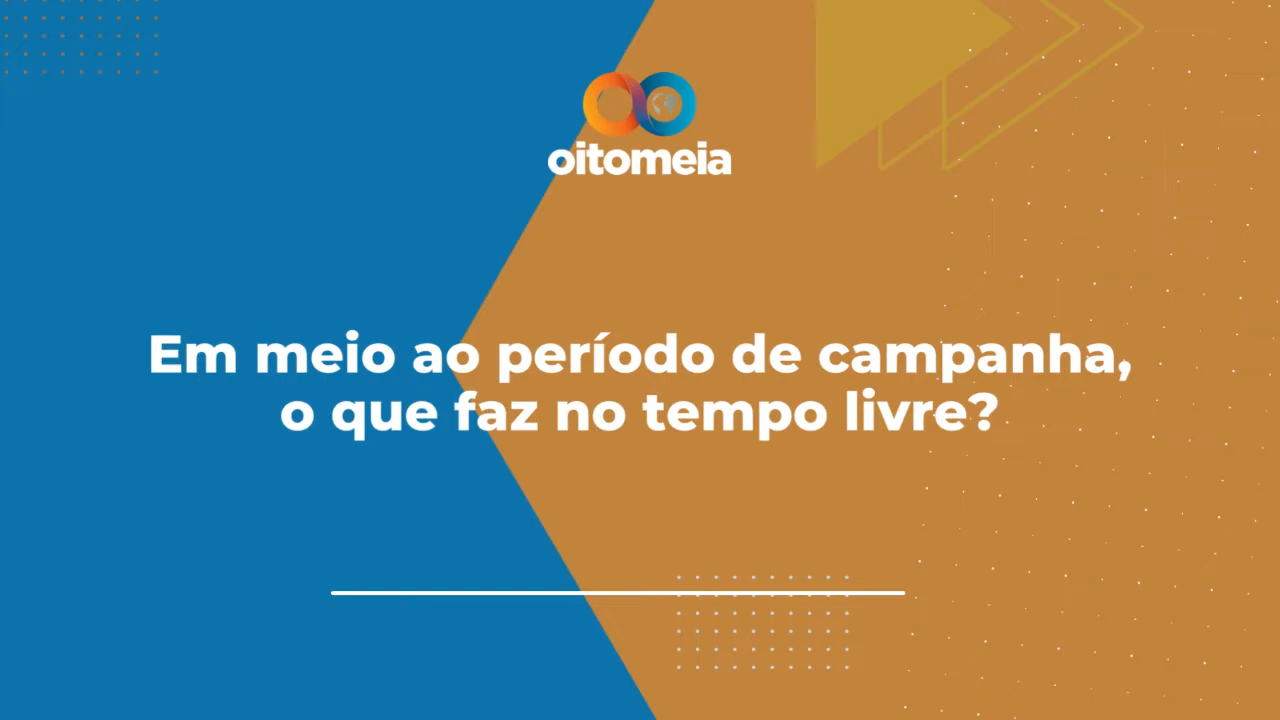 oitomeia
Em meio ao período de campanha,
o que faz no tempo livre?